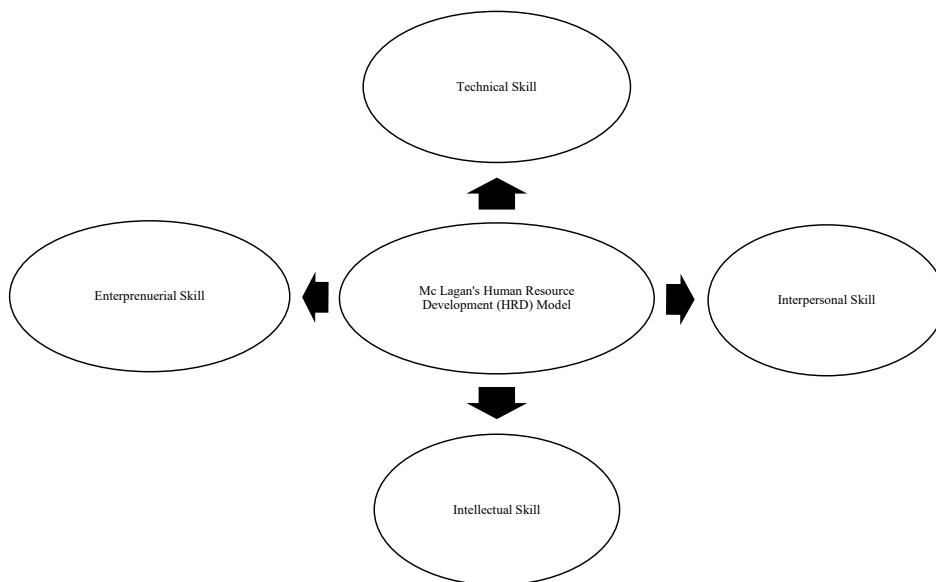 Technical Skill
Enterprenuerial Skill
Mc Lagan's Human Resource
Development (HRD) Model
Interpersonal Skill
Intellectual Skill